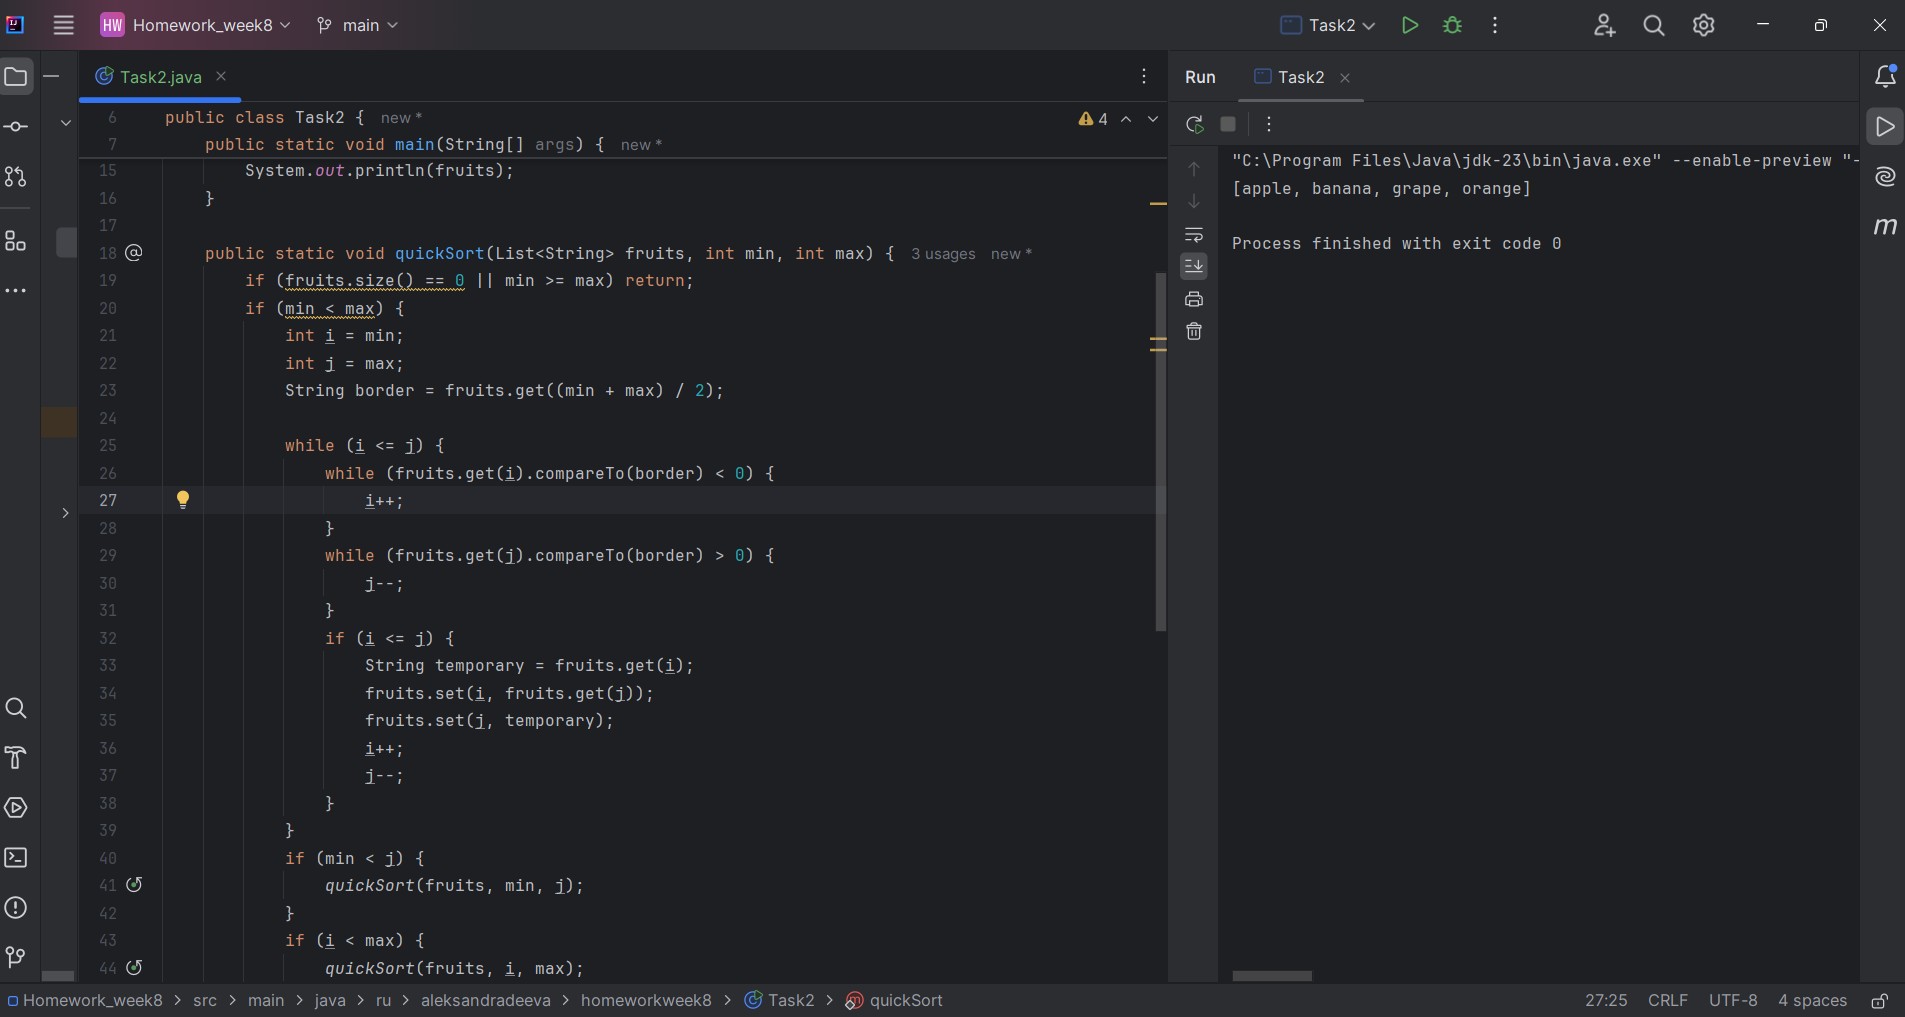 HW Homework_week8 main Task2
Task2.java
6 public class Task2 { new *
7 public static void main(String[] args) { new *
4
15 System.out.println(fruits);
16 }
17
18 @ public static void quickSort(List<String> fruits, int min, int max) { 3 usages new *
19 if (fruits.size() == 0 || min >= max) return;
20 if (min < max) {
21 int i = min;
22 int j = max;
23 String border = fruits.get((min + max) / 2);
24
25 while (i <= j) {
26 while (fruits.get(i).compareTo(border) < 0) {
27 i++;
28 }
29 while (fruits.get(j).compareTo(border) > 0) {
30 j--;
31 }
32 if (i <= j) {
33 String temporary = fruits.get(i);
34 fruits.set(i, fruits.get(j));
35 fruits.set(j, temporary);
36 i++;
37 j--;
38 }
39 }
40 if (min < j) {
41 quickSort(fruits, min, j);
42 }
43 if (i < max) {
44 quickSort(fruits, i, max);
Run Task2
"C:\Program Files\Java\jdk-23\bin\java.exe" --enable-preview "-
[apple, banana, grape, orange]
Process finished with exit code 0
m
Homework_week8 > src > main > java > ru > aleksandradeeva > homeworkweek8 > Task2 > quickSort
27:25 CRLF UTF-8 4 spaces